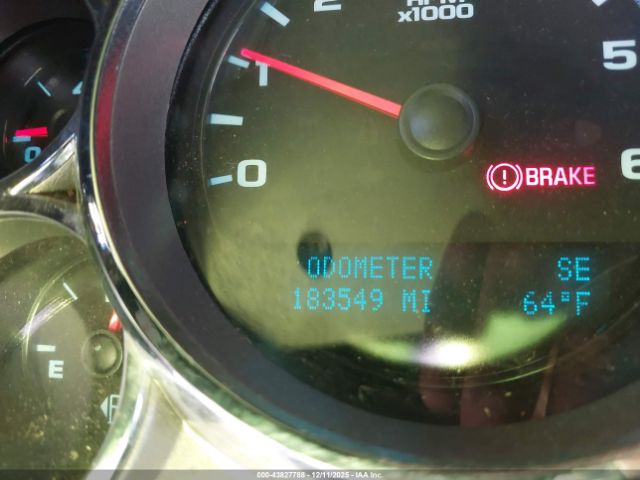 RPM
x1000
2
1
0
5
6
BRAKE
ODOMETER SE
183549 MI 64°F
0
E
000-43827788 - 12/11/2025 - IAA Inc.